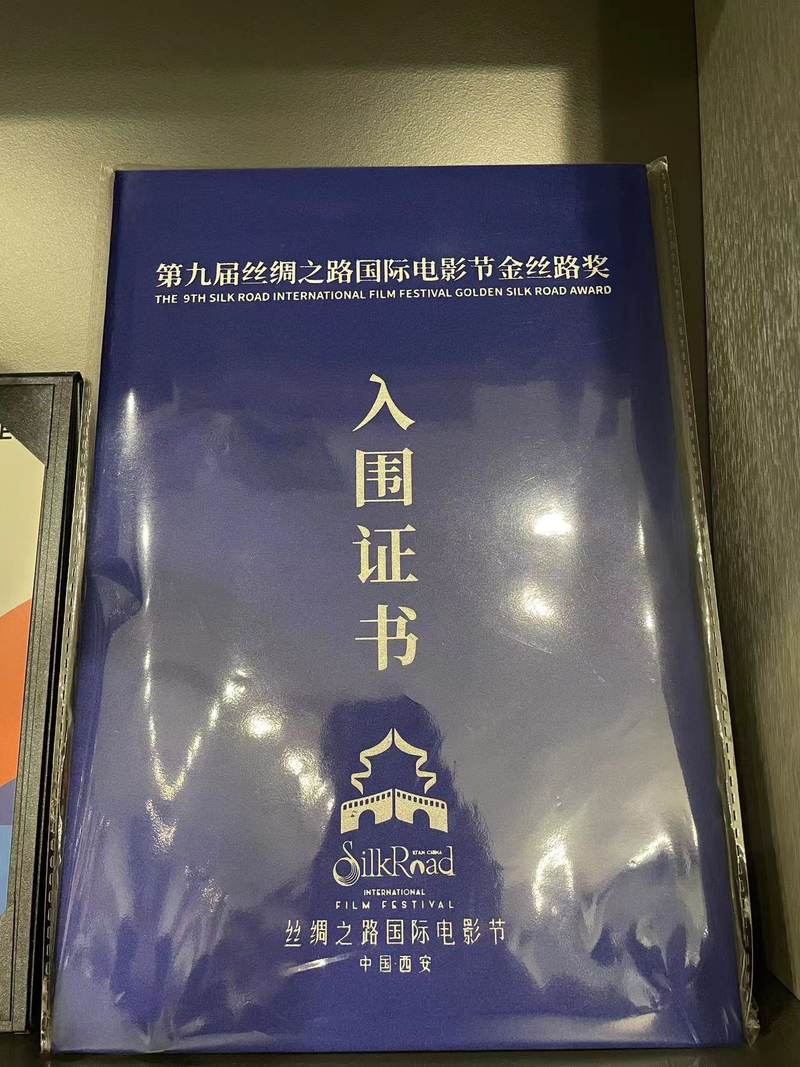 第九届丝绸之路国际电影节金丝路奖
THE 9TH SILK ROAD INTERNATIONAL FILM FESTIVAL GOLDEN SILK ROAD AWARD
入
围
证
书
XI'AN CHINA
SilkRoad
INTERNATIONAL
FILM FESTIVAL
丝绸之路国际电影节
中国·西安
E